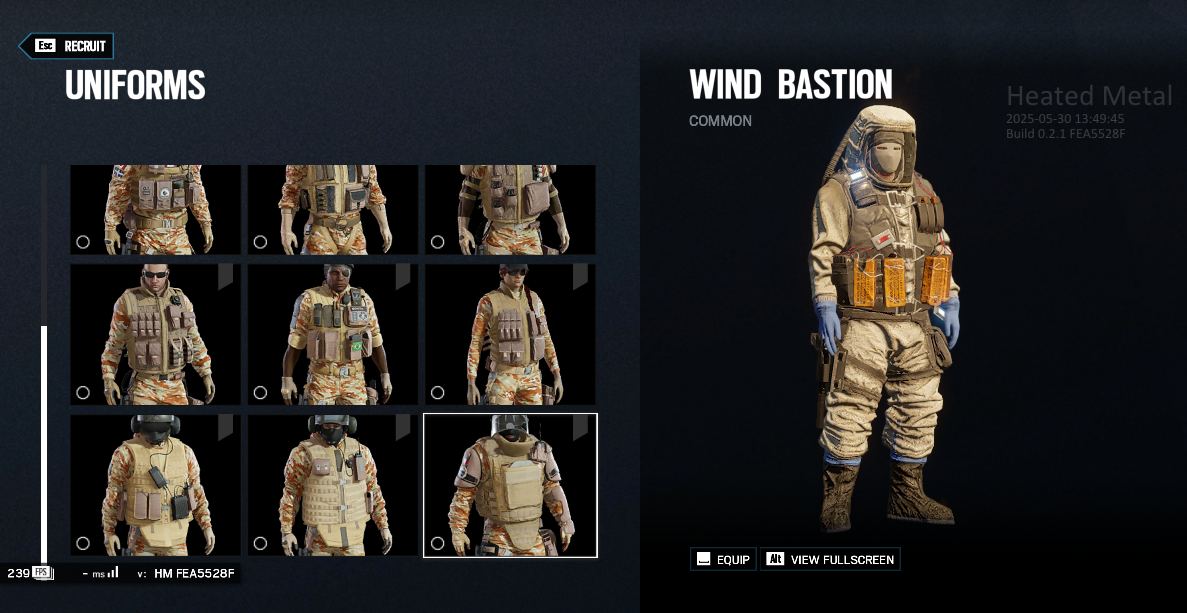 Esc RECRUIT
UNIFORMS
WIND BASTION
COMMON
Heated Metal
2025-05-30 13:49:45
Build 0.2.1 FEA5528F
EQUIP
Alt VIEW FULLSCREEN
239 FPS - ms v: HM FEA5528F